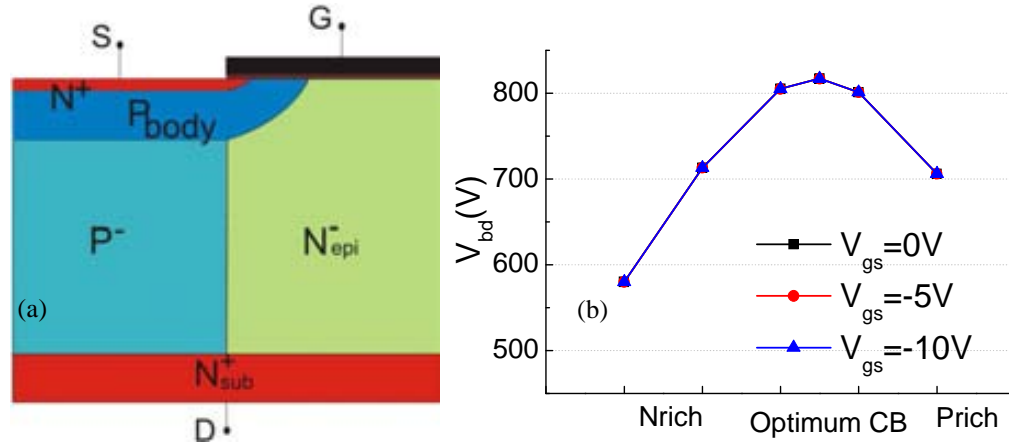 S
G
N+
Pbody
P-
N-epi
(a)
N+sub
D
Vbd(V)
800
700
600
500
(b)
Vgs=0V
Vgs=-5V
Vgs=-10V
Nrich
Optimum CB
Prich